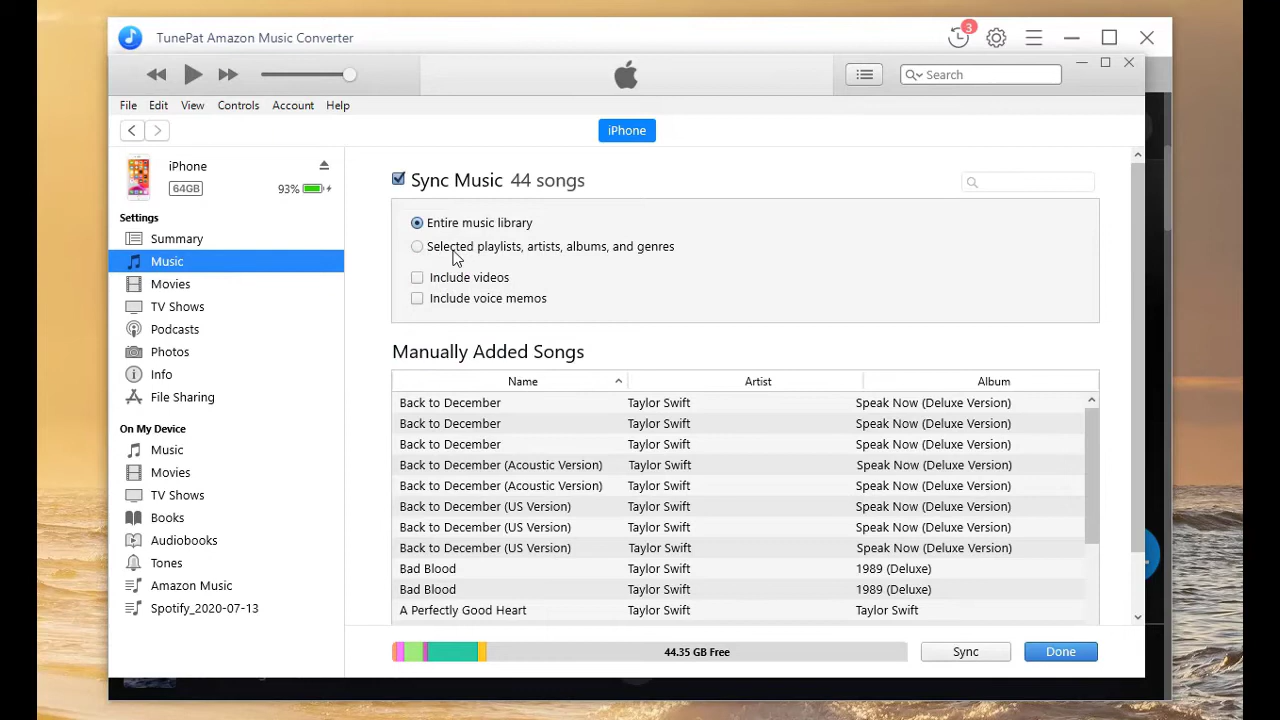 TunePat Amazon Music Converter
3
Search
File Edit View Controls Account Help
iPhone
iPhone
64GB 93%
Settings
Summary
Music
Movies
TV Shows
Podcasts
Photos
Info
File Sharing
On My Device
Music
Movies
TV Shows
Books
Audiobooks
Tones
Amazon Music
Spotify_2020-07-13
Sync Music 44 songs
Entire music library
Selected playlists, artists, albums, and genres
Include videos
Include voice memos
Manually Added Songs
Name Artist Album
Back to December Taylor Swift Speak Now (Deluxe Version)
Back to December Taylor Swift Speak Now (Deluxe Version)
Back to December Taylor Swift Speak Now (Deluxe Version)
Back to December (Acoustic Version) Taylor Swift Speak Now (Deluxe Version)
Back to December (Acoustic Version) Taylor Swift Speak Now (Deluxe Version)
Back to December (US Version) Taylor Swift Speak Now (Deluxe Version)
Back to December (US Version) Taylor Swift Speak Now (Deluxe Version)
Back to December (US Version) Taylor Swift Speak Now (Deluxe Version)
Bad Blood Taylor Swift 1989 (Deluxe)
Bad Blood Taylor Swift 1989 (Deluxe)
A Perfectly Good Heart Taylor Swift Taylor Swift
44.35 GB Free Sync Done